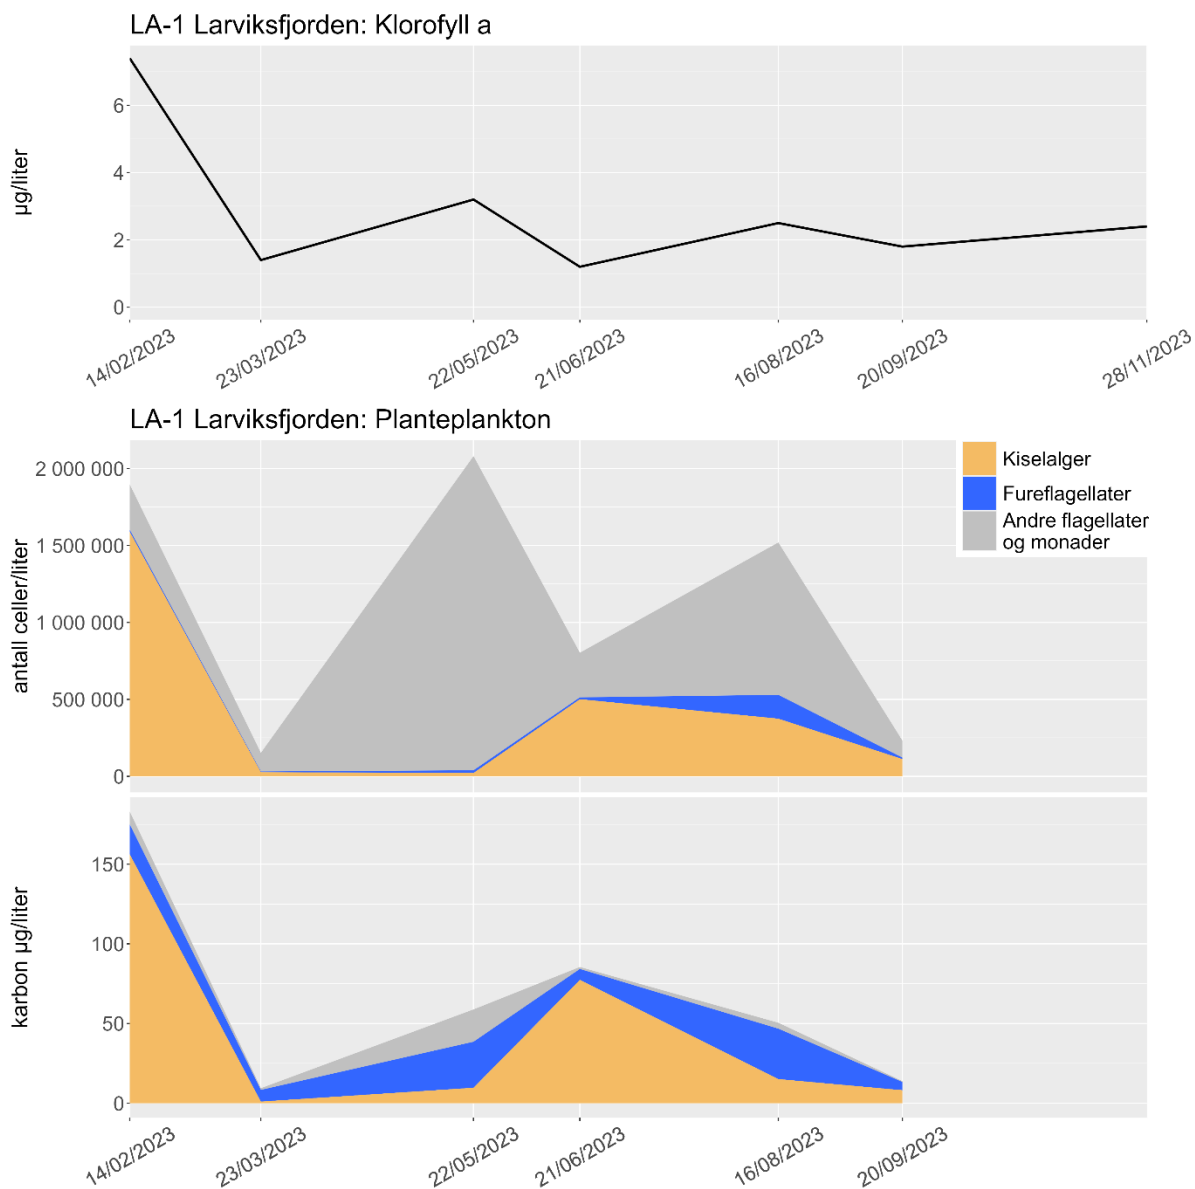 LA-1 Larviksfjorden: Klorofyll a
µg/liter
6
4
2
0
14/02/2023
23/03/2023
22/05/2023
21/06/2023
16/08/2023
20/09/2023
28/11/2023
LA-1 Larviksfjorden: Planteplankton
antall celler/liter
2 000 000
1 500 000
1 000 000
500 000
0
Kiselalger
Fureflagellater
Andre flagellater
og monader
karbon µg/liter
150
100
50
0
14/02/2023
23/03/2023
22/05/2023
21/06/2023
16/08/2023
20/09/2023